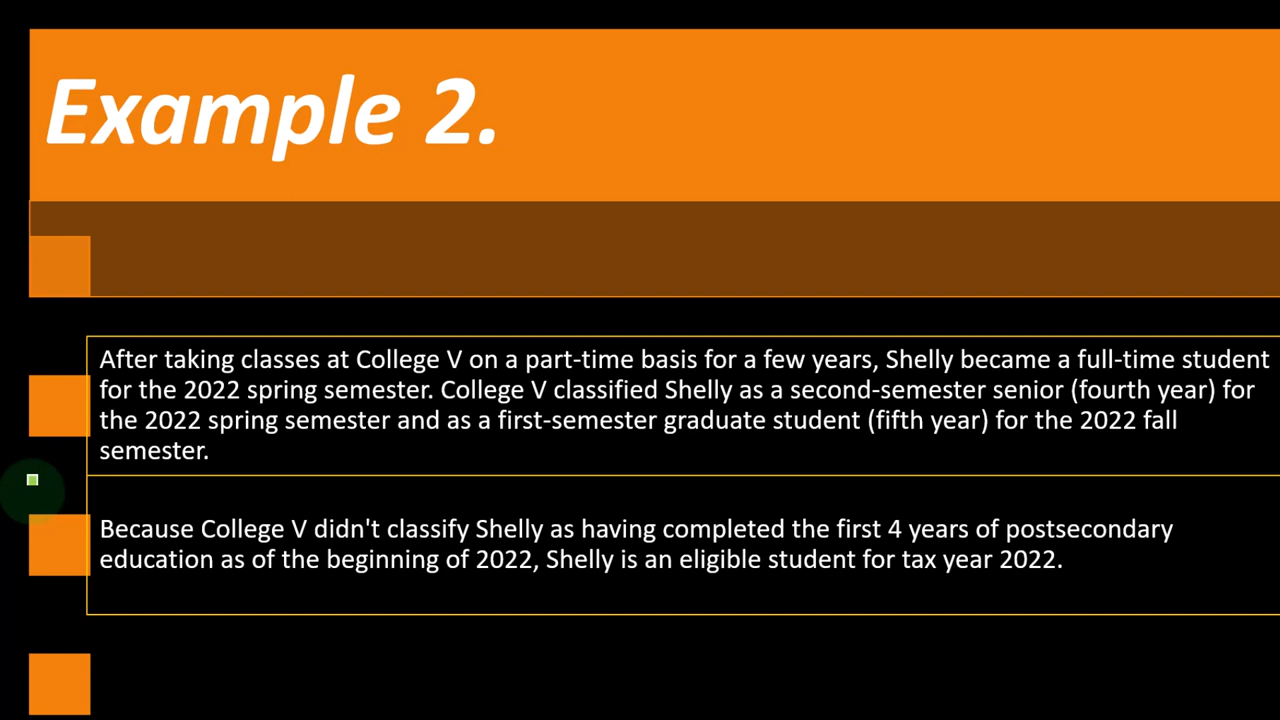 Example 2.
After taking classes at College V on a part-time basis for a few years, Shelly became a full-time student
for the 2022 spring semester. College V classified Shelly as a second-semester senior (fourth year) for
the 2022 spring semester and as a first-semester graduate student (fifth year) for the 2022 fall
semester.
Because College V didn't classify Shelly as having completed the first 4 years of postsecondary
education as of the beginning of 2022, Shelly is an eligible student for tax year 2022.